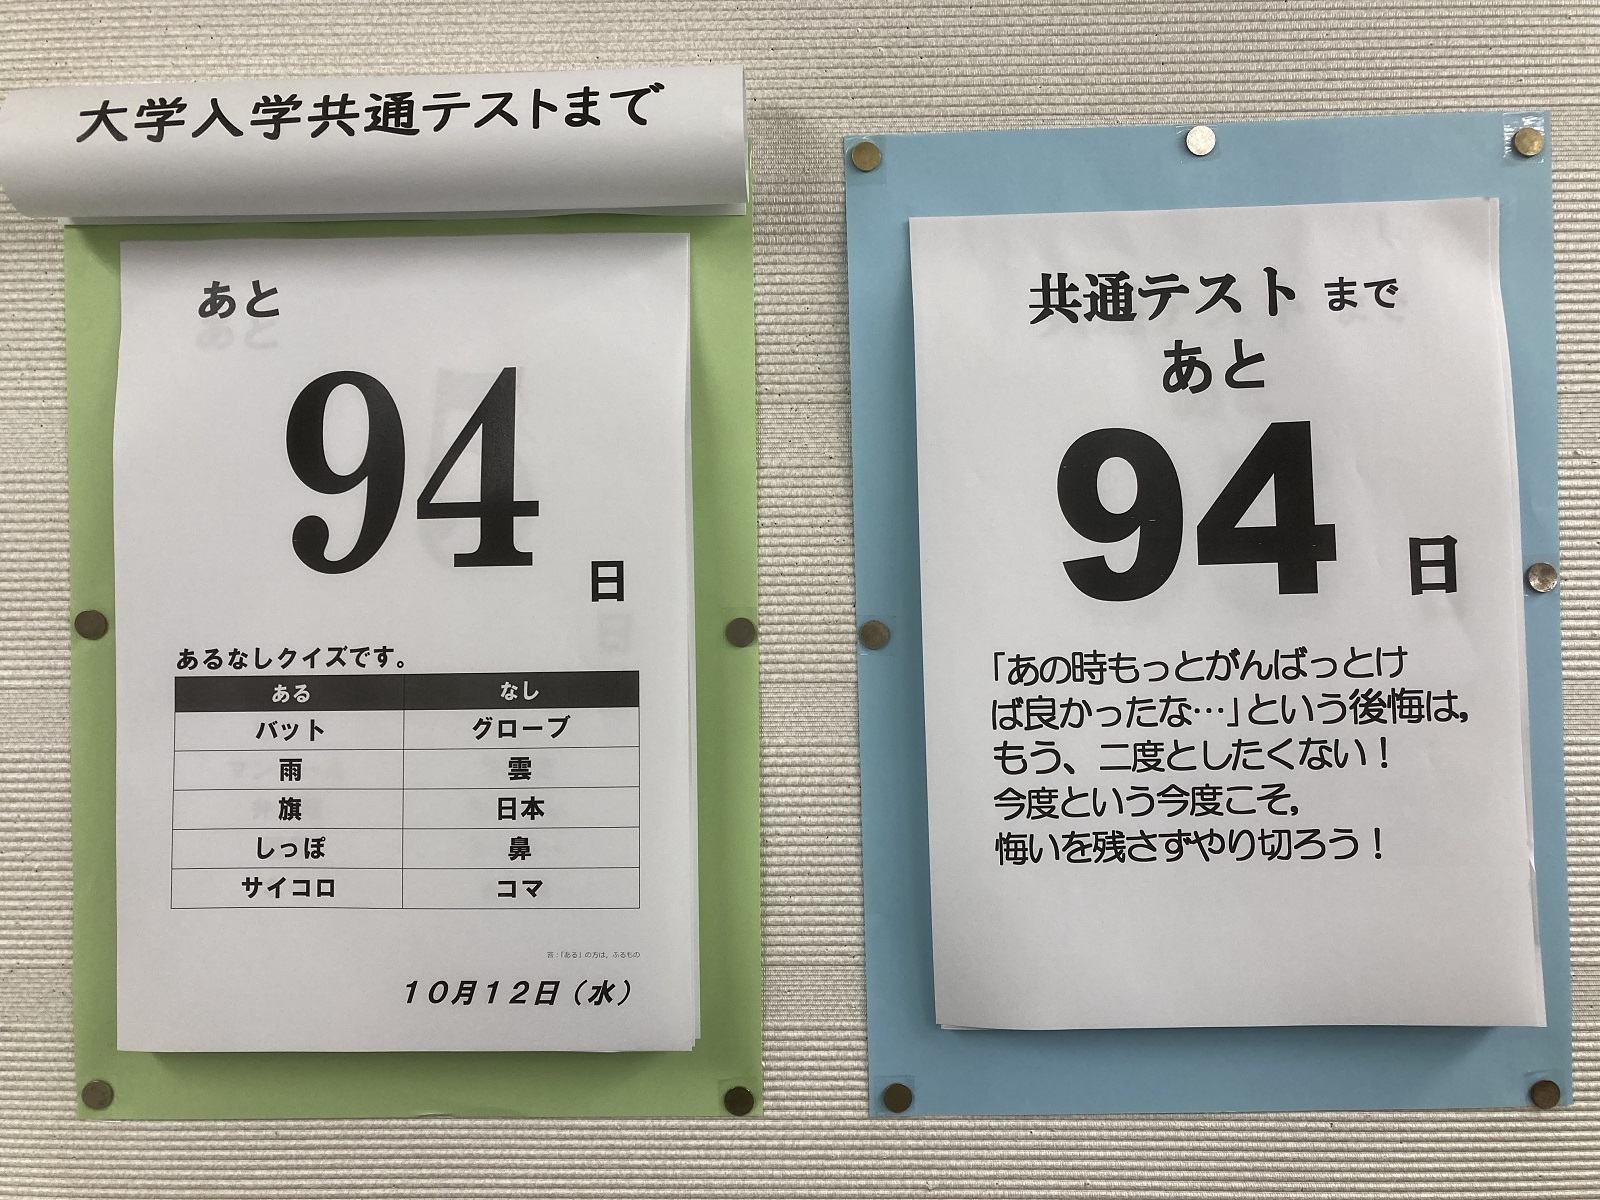 大学入学共通テストまで
あと
94
日
あるなしクイズです。
ある なし
バット グローブ
雨 雲
旗 日本
しっぽ 鼻
サイコロ コマ
答:「ある」の方は、ふるもの
10月12日(水)
共通テストまで
あと
94
日
「あの時もっとがんばっとけ
ば良かったな…」という後悔は,
もう、二度としたくない!
今度という今度こそ,
悔いを残さずやり切ろう!